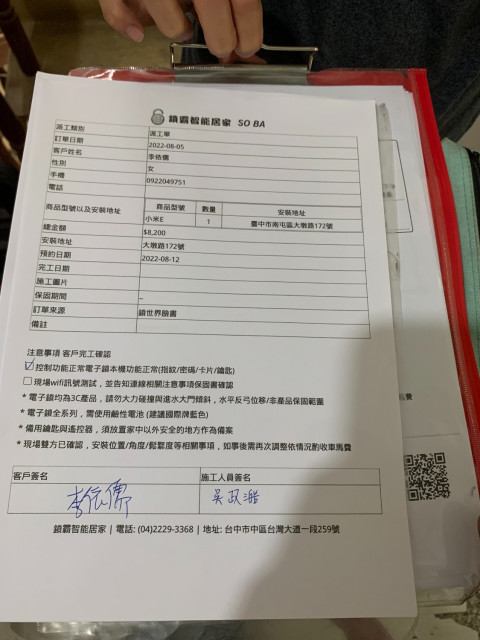 鎖霸智能居家 SO BA
派工類別 派工單
訂單日期 2022-08-05
客戶姓名 李依儒
性別 女
手機 0922049751
電話
商品型號以及安裝地址 商品型號 數量 安裝地址
小米E 1 臺中市南屯區大墩路172號
總金額 $8,200
安裝地址 大墩路172號
預約日期 2022-08-12
完工日期
施工圖片
保固期間 _
訂單來源 鎖世界臉書
備註
注意事項 客戶完工確認
控制功能正常電子鎖本機功能正常(指紋/密碼/卡片/鑰匙)
現場wifi訊號測試，並告知連線相關注意事項保固書確認
* 電子鎖均為3C產品，請勿大力碰撞與進水大門傾斜，水平反弓位移/非產品保固範圍
* 電子鎖全系列，需使用鹼性電池 (建議國際牌藍色)
* 備用鑰匙與遙控器，須放置家中以外安全的地方作為備案
* 現場雙方已確認，安裝位置/角度/鬆緊度等相關事項，如事後需再次調整依情況酌收車馬費
客戶簽名 施工人員簽名
李依儒 吳政澔
鎖霸智能居家 | 電話: (04)2229-3368 | 地址: 台中市中區台灣大道一段259號